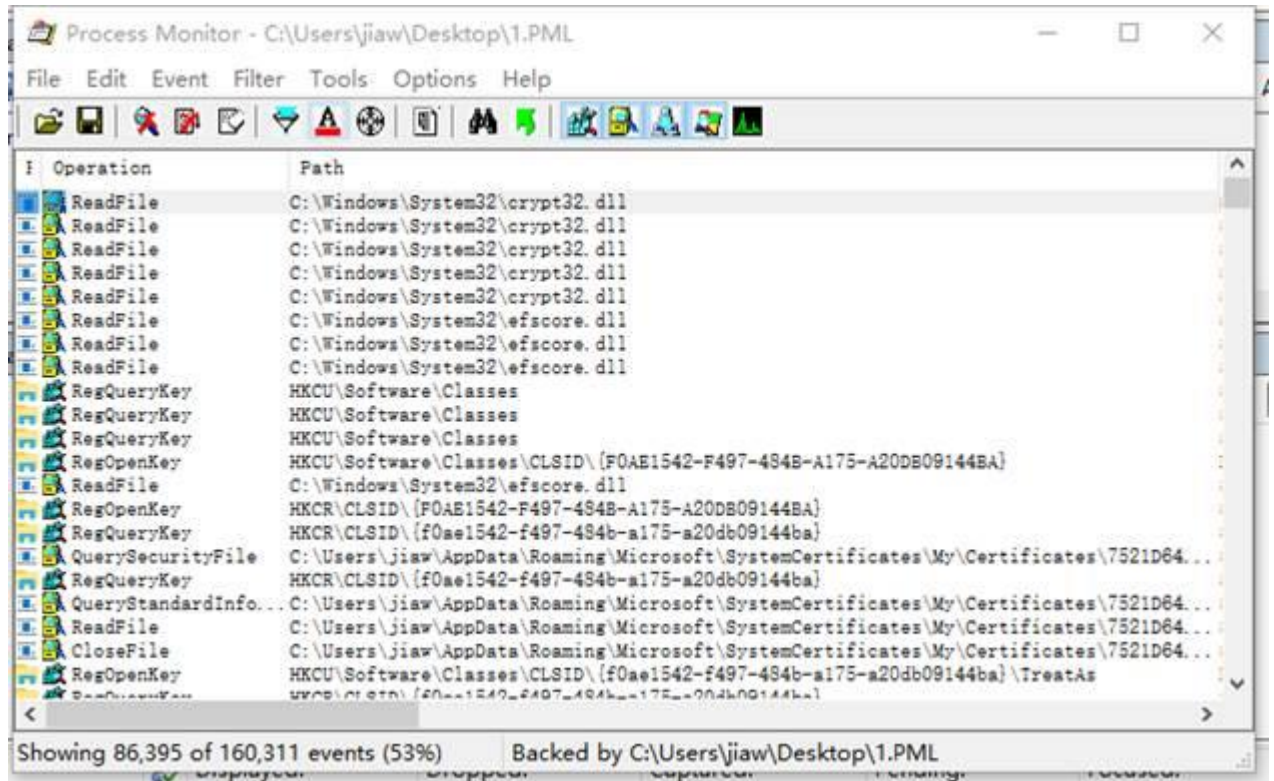 Process Monitor - C:\Users\jiaw\Desktop\1.PML
File Edit Event Filter Tools Options Help
Operation Path
ReadFile C:\Windows\System32\crypt32.dll
ReadFile C:\Windows\System32\crypt32.dll
ReadFile C:\Windows\System32\crypt32.dll
ReadFile C:\Windows\System32\crypt32.dll
ReadFile C:\Windows\System32\crypt32.dll
ReadFile C:\Windows\System32\efscore.dll
ReadFile C:\Windows\System32\efscore.dll
ReadFile C:\Windows\System32\efscore.dll
RegQueryKey HKCU\Software\Classes
RegQueryKey HKCU\Software\Classes
RegQueryKey HKCU\Software\Classes
RegOpenKey HKCU\Software\Classes\CLSID\{F0AE1542-F497-484B-A175-A20DB09144BA}
ReadFile C:\Windows\System32\efscore.dll
RegOpenKey HKCR\CLSID\{F0AE1542-F497-484B-A175-A20DB09144BA}
RegQueryKey HKCR\CLSID\{f0ae1542-f497-484b-a175-a20db09144ba}
QuerySecurityFile C:\Users\jiaw\AppData\Roaming\Microsoft\SystemCertificates\My\Certificates\7521D64...
RegQueryKey HKCR\CLSID\{f0ae1542-f497-484b-a175-a20db09144ba}
QueryStandardInfo... C:\Users\jiaw\AppData\Roaming\Microsoft\SystemCertificates\My\Certificates\7521D64...
ReadFile C:\Users\jiaw\AppData\Roaming\Microsoft\SystemCertificates\My\Certificates\7521D64...
CloseFile C:\Users\jiaw\AppData\Roaming\Microsoft\SystemCertificates\My\Certificates\7521D64...
RegOpenKey HKCU\Software\Classes\CLSID\{f0ae1542-f497-484b-a175-a20db09144ba}\TreatAs
RegQueryKey HKCR\CLSID\{f0ae1542-f497-484b-a175-a20db09144ba}
Showing 86,395 of 160,311 events (53%) Backed by C:\Users\jiaw\Desktop\1.PML